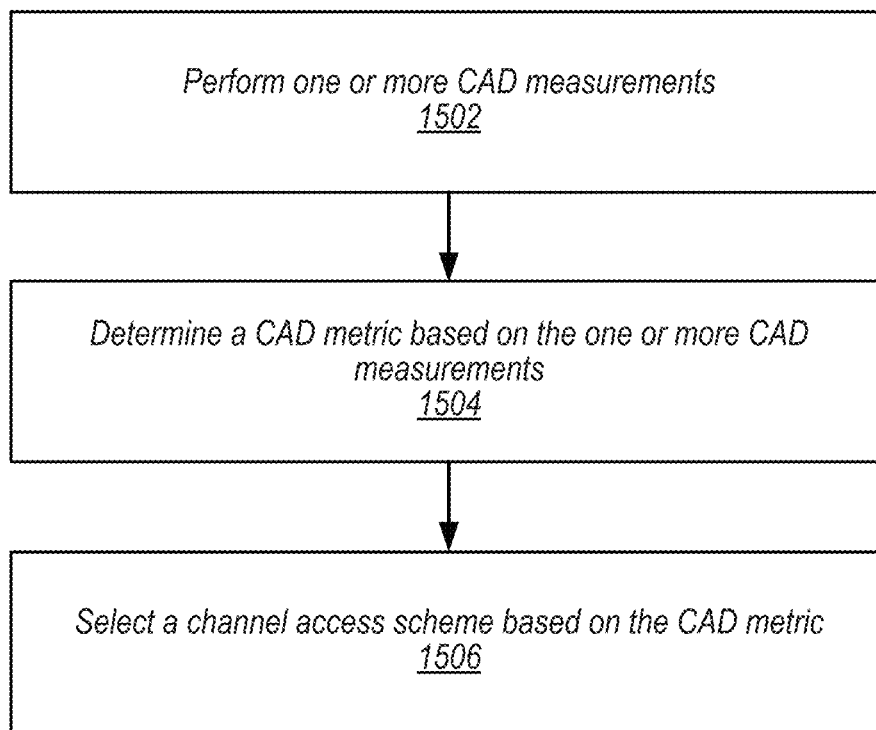 Perform one or more CAD measurements
1502
Determine a CAD metric based on the one or more CAD
measurements
1504
Select a channel access scheme based on the CAD metric
1506